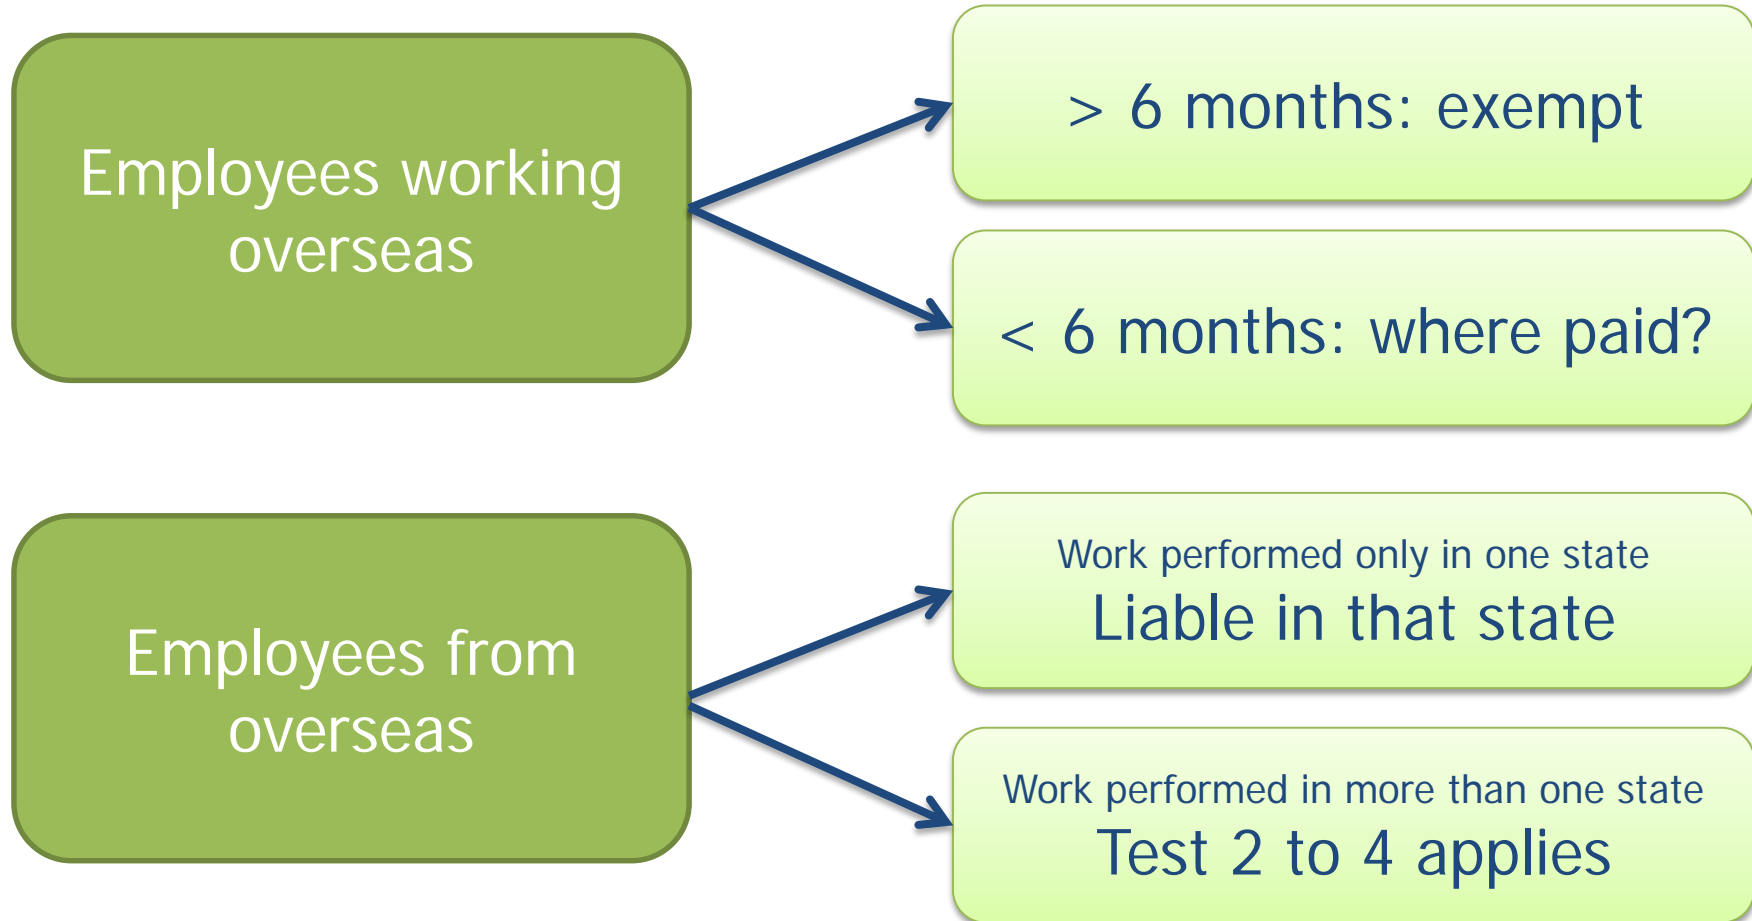 Employees working
overseas
> 6 months: exempt
< 6 months: where paid?
Employees from
overseas
Work performed only in one state
Liable in that state
Work performed in more than one state
Test 2 to 4 applies